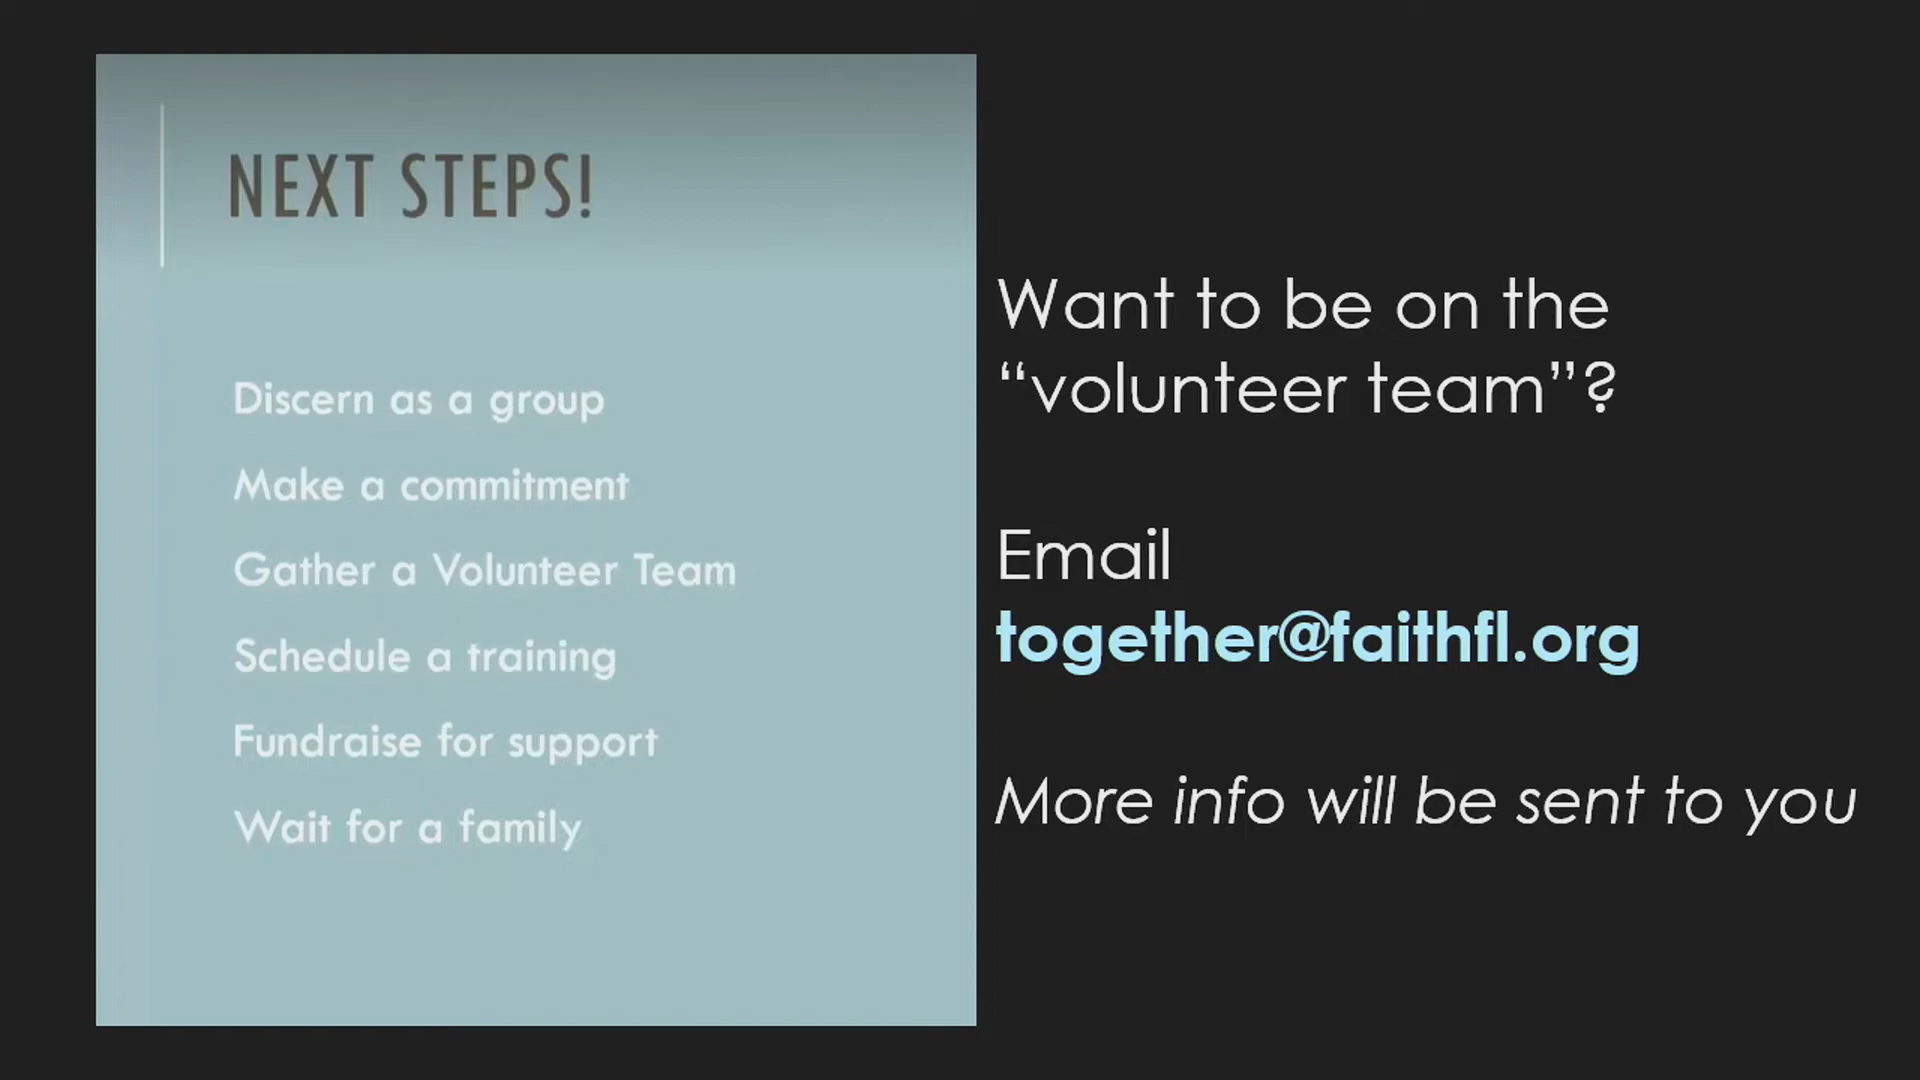 NEXT STEPS!
Discern as a group
Make a commitment
Gather a Volunteer Team
Schedule a training
Fundraise for support
Wait for a family
Want to be on the
“volunteer team”?
Email
together@faithfl.org
More info will be sent to you